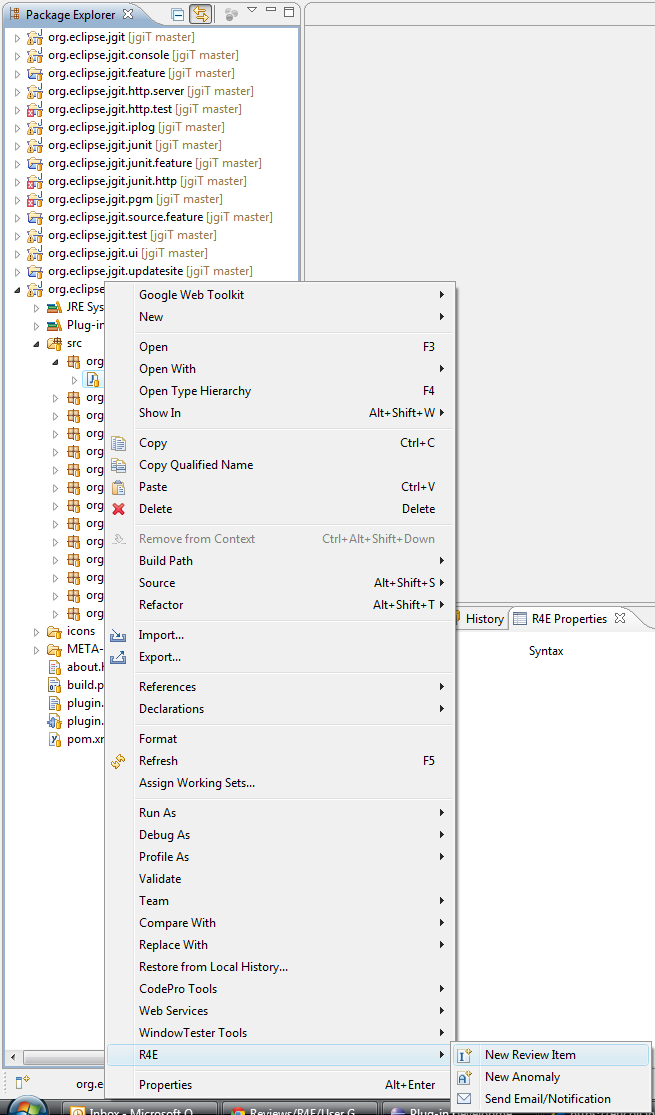 Package Explorer
org.eclipse.jgit [jgiT master]
org.eclipse.jgit.console [jgiT master]
org.eclipse.jgit.feature [jgiT master]
org.eclipse.jgit.http.server [jgiT master]
org.eclipse.jgit.http.test [jgiT master]
org.eclipse.jgit.iplog [jgiT master]
org.eclipse.jgit.junit [jgiT master]
org.eclipse.jgit.junit.feature [jgiT master]
org.eclipse.jgit.junit.http [jgiT master]
org.eclipse.jgit.pgm [jgiT master]
org.eclipse.jgit.source.feature [jgiT master]
org.eclipse.jgit.test [jgiT master]
org.eclipse.jgit.ui [jgiT master]
org.eclipse.jgit.updatesite [jgiT master]
org.eclipse
JRE Sys
Plug-in
src
org
org
org
org
org
org
org
org
org
org
org
org
org
org
icons
META-
about.h
build.p
plugin.
plugin.
pom.xm
Google Web Toolkit
New
Open F3
Open With
Open Type Hierarchy F4
Show In Alt+Shift+W
Copy Ctrl+C
Copy Qualified Name
Paste Ctrl+V
Delete Delete
Remove from Context Ctrl+Alt+Shift+Down
Build Path
Source Alt+Shift+S
Refactor Alt+Shift+T
Import...
Export...
References
Declarations
Format
Refresh F5
Assign Working Sets...
Run As
Debug As
Profile As
Validate
Team
Compare With
Replace With
Restore from Local History...
CodePro Tools
Web Services
WindowTester Tools
R4E
Properties Alt+Enter
New Review Item
New Anomaly
Send Email/Notification
History R4E Properties
Syntax
org.e
Inbox - Microsoft O Reviews/R4E/User G Plug-in Developme